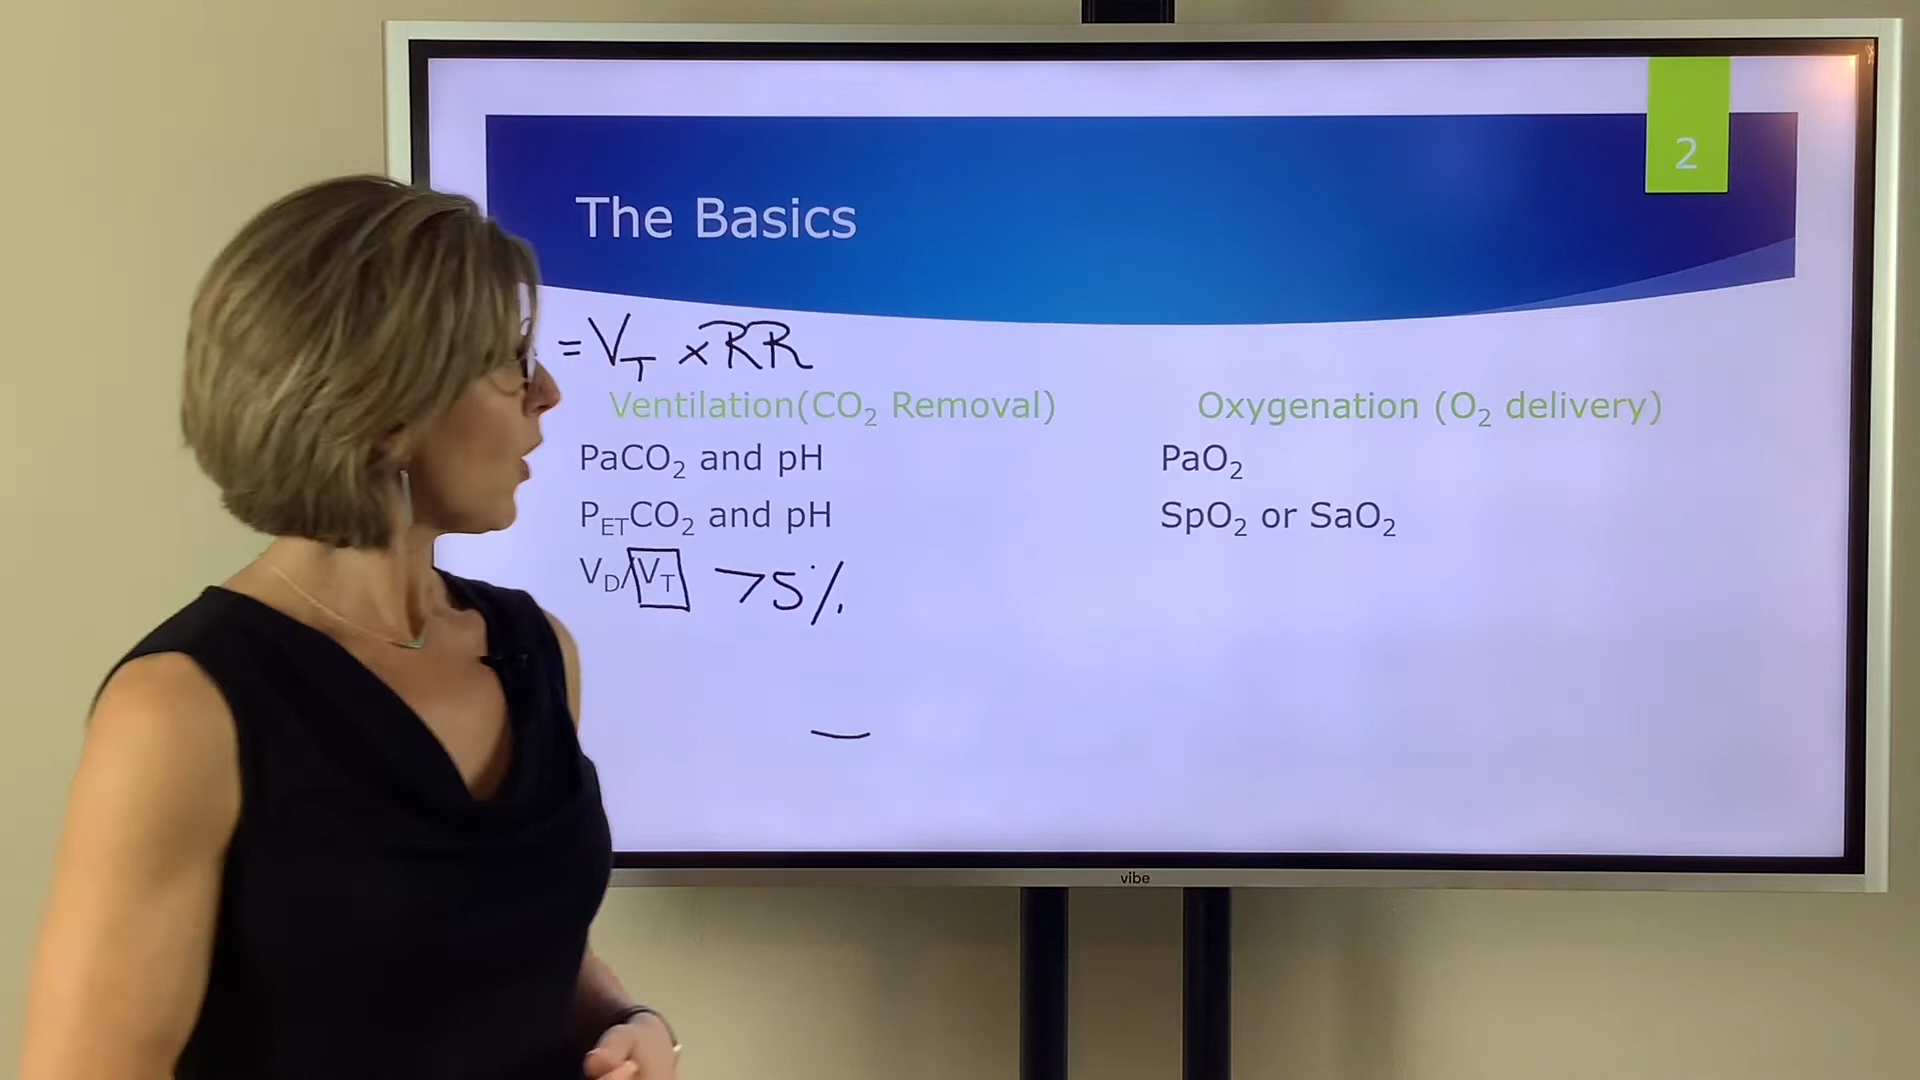 2
The Basics
= VT x RR
Ventilation(CO₂ Removal)
PaCO₂ and pH
PETCO₂ and pH
VD/VT 75%
Oxygenation (O₂ delivery)
PaO₂
SpO₂ or SaO₂
vibe